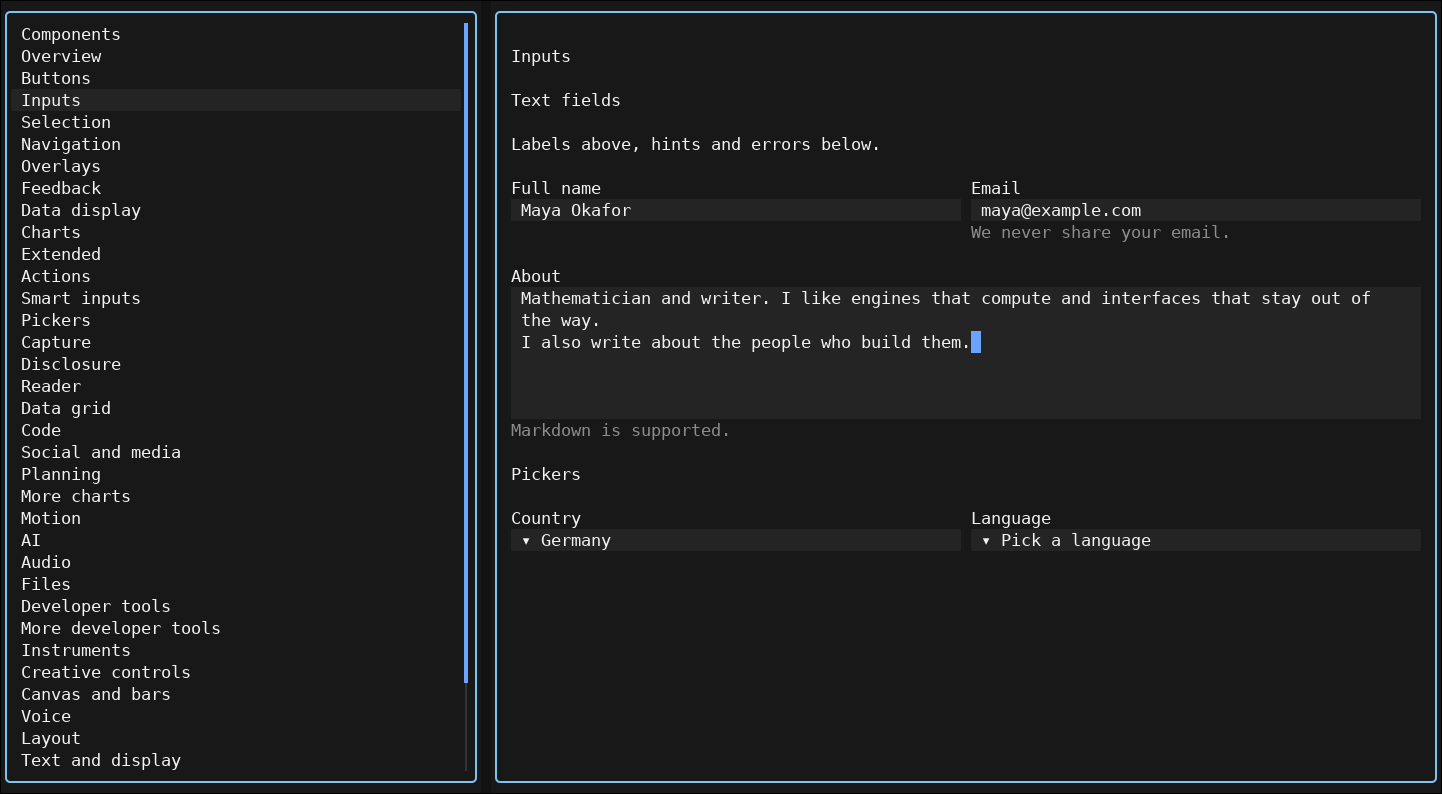 Components
Overview
Buttons
Inputs
Selection
Navigation
Overlays
Feedback
Data display
Charts
Extended
Actions
Smart inputs
Pickers
Capture
Disclosure
Reader
Data grid
Code
Social and media
Planning
More charts
Motion
AI
Audio
Files
Developer tools
More developer tools
Instruments
Creative controls
Canvas and bars
Voice
Layout
Text and display
Inputs
Text fields
Labels above, hints and errors below.
Full name
Maya Okafor
Email
maya@example.com
We never share your email.
About
Mathematician and writer. I like engines that compute and interfaces that stay out of
the way.
I also write about the people who build them.
Markdown is supported.
Pickers
Country
▾ Germany
Language
▾ Pick a language